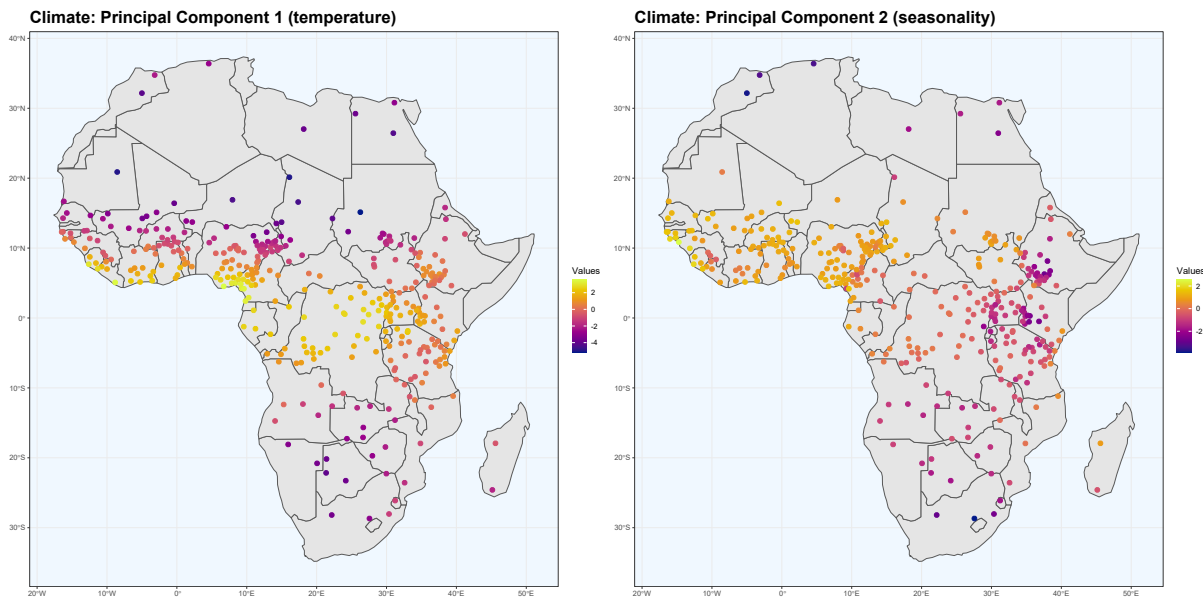 Climate: Principal Component 1 (temperature)
40°N
30°N
20°N
10°N
0°
10°S
20°S
30°S
20°W
10°W
0°
10°E
20°E
30°E
40°E
50°E
Values
2
0
-2
-4
Climate: Principal Component 2 (seasonality)
40°N
30°N
20°N
10°N
0°
10°S
20°S
30°S
20°W
10°W
0°
10°E
20°E
30°E
40°E
50°E
Values
2
0
-2